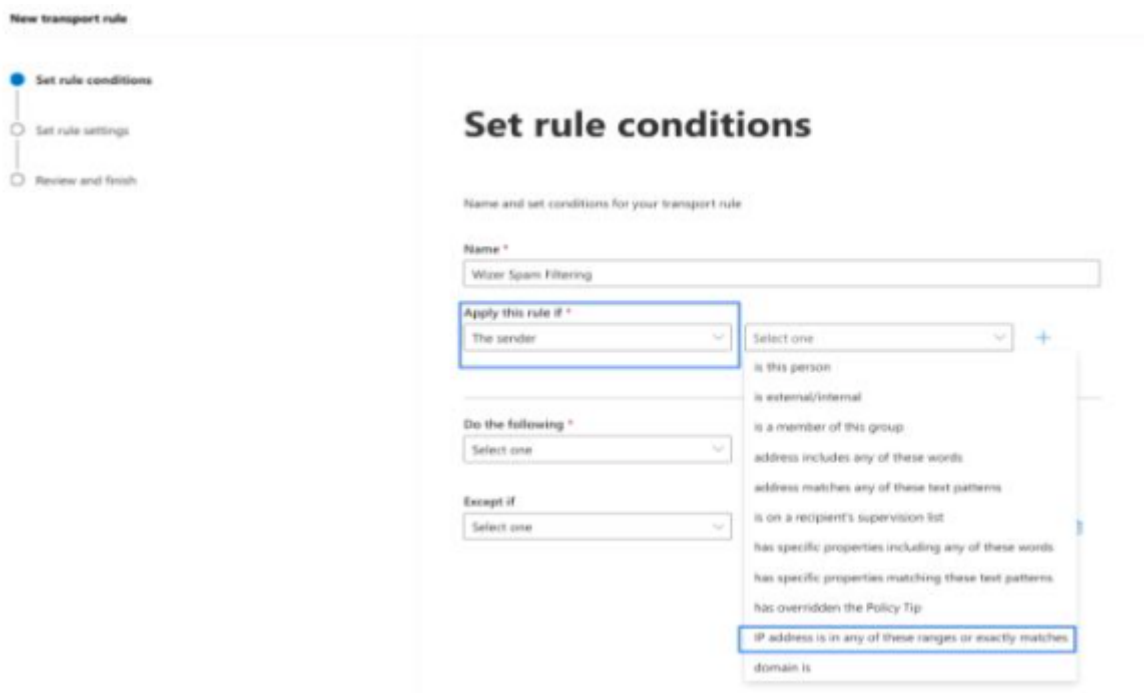 New transport rule
Set rule conditions
Set rule settings
Review and finish
Set rule conditions
Name and set conditions for your transport rule
Name *
Wizer Spam Filtering
Apply this rule if *
The sender
Select one
is this person
is external/internal
is a member of this group
address includes any of these words
address matches any of these text patterns
is on a recipient's supervision list
has specific properties including any of these words
has specific properties matching these text patterns
has overridden the Policy Tip
IP address is in any of these ranges or exactly matches
domain is
Do the following *
Select one
Except if
Select one